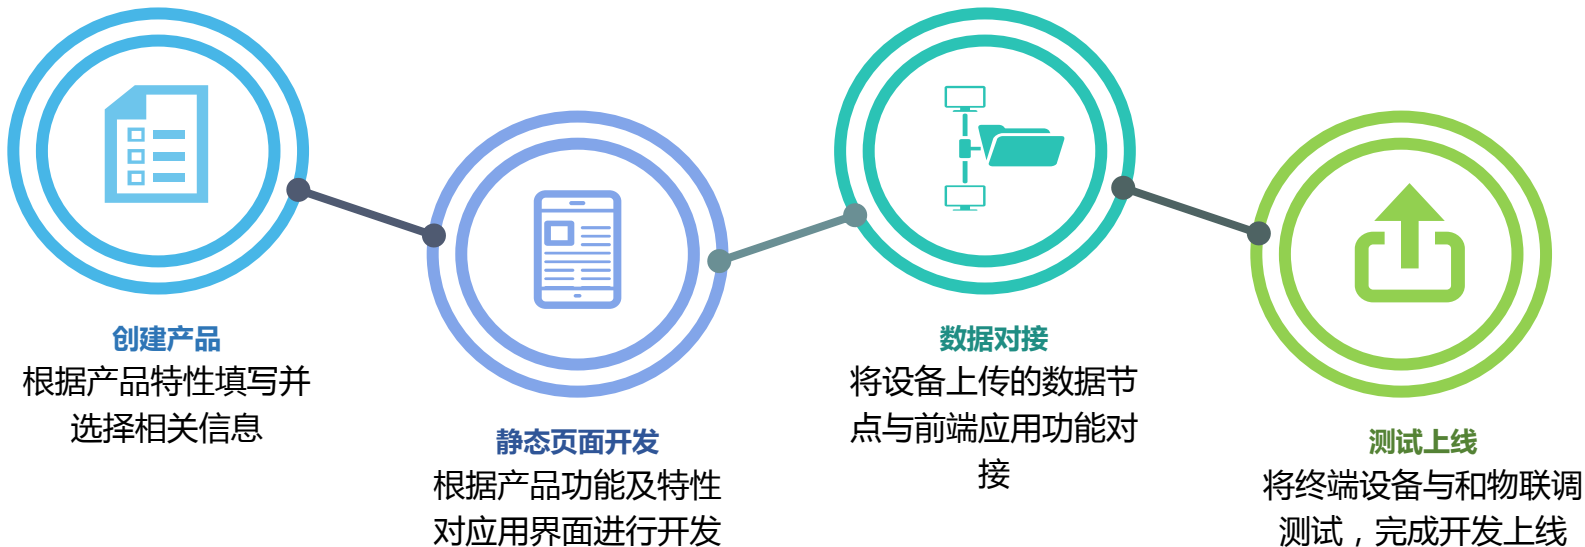 创建产品
根据产品特性填写并
选择相关信息
静态页面开发
根据产品功能及特性
对应用界面进行开发
数据对接
将设备上传的数据节
点与前端应用功能对
接
测试上线
将终端设备与和物联调
测试，完成开发上线